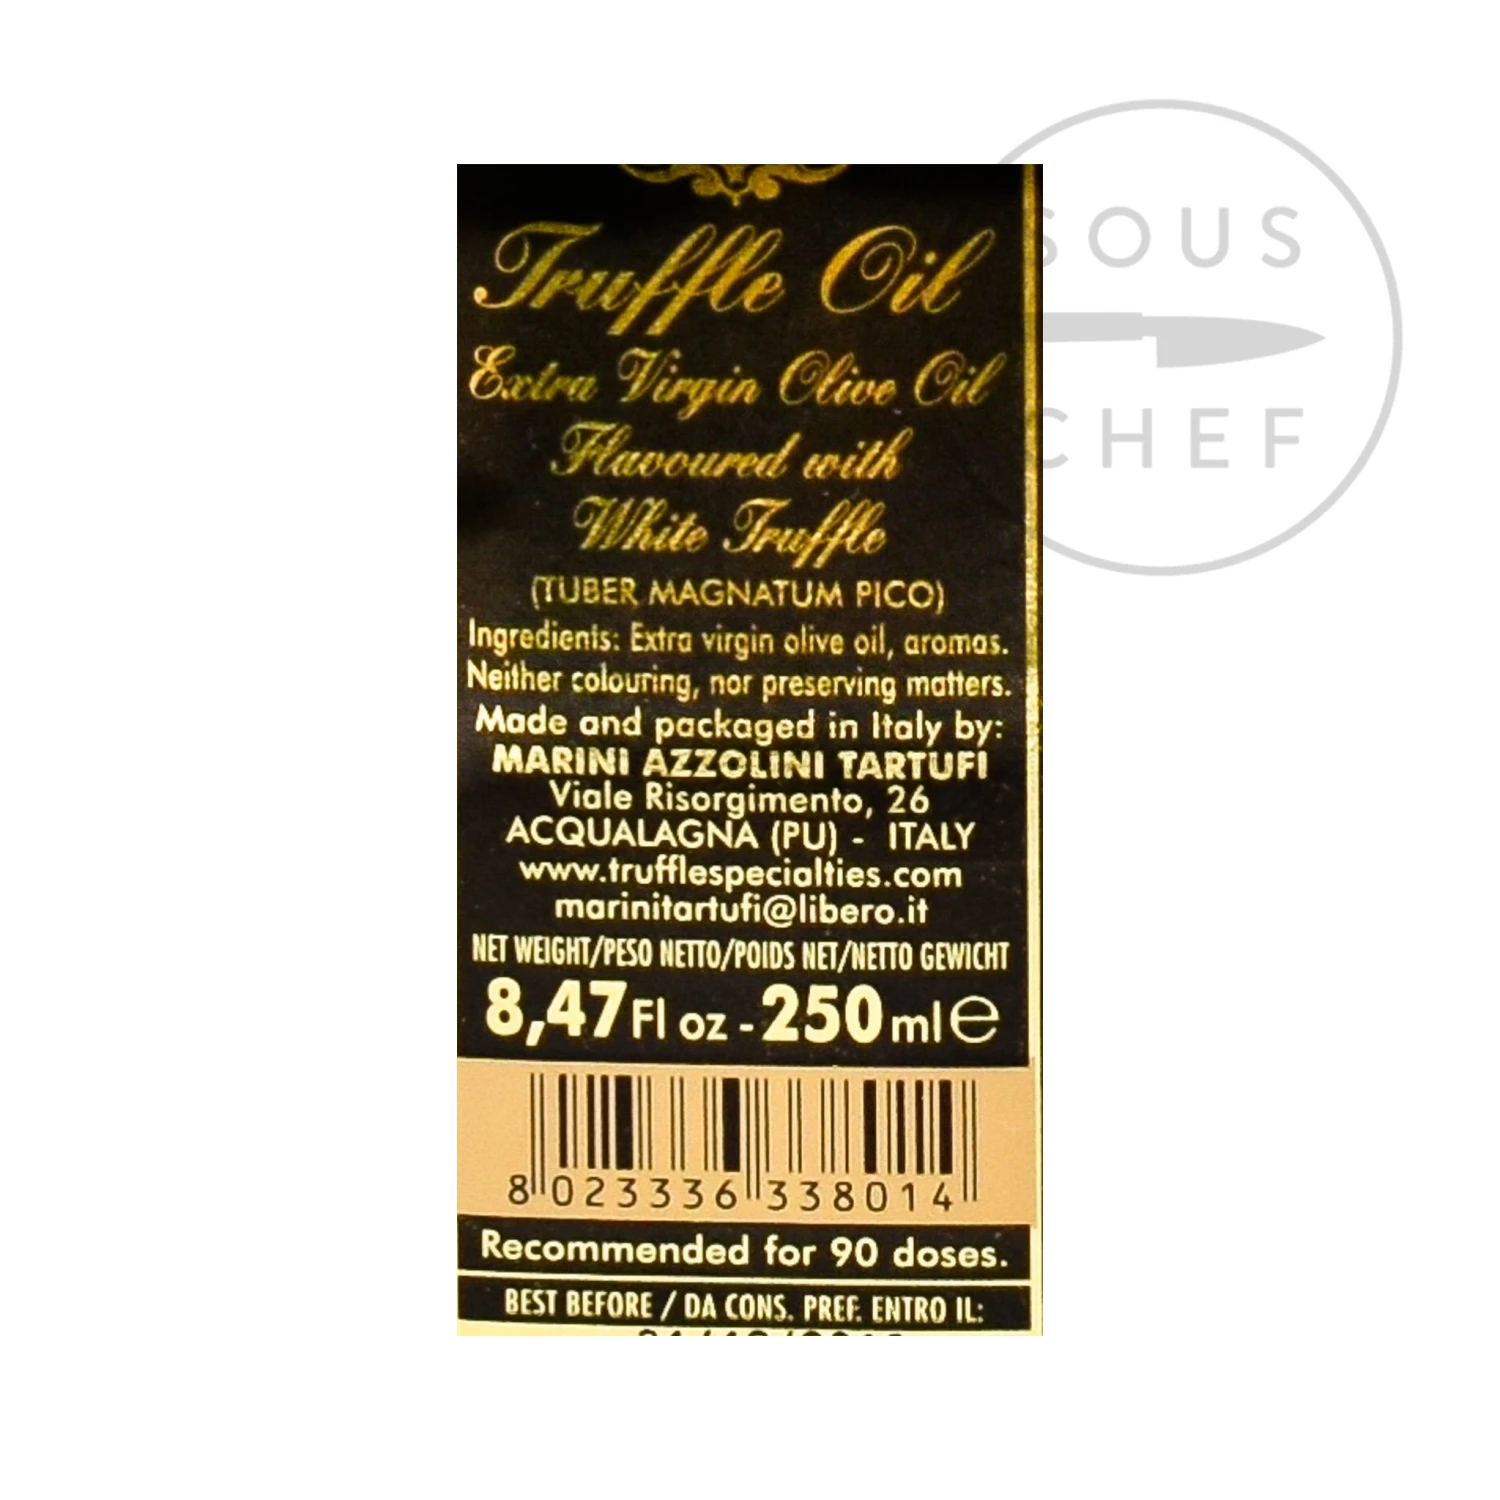 Truffle Oil
Extra Virgin Olive Oil
Flavoured with
White Truffle
(TUBER MAGNATUM PICO)
Ingredients: Extra virgin olive oil, aromas.
Neither colouring, nor preserving matters.
Made and packaged in Italy by:
MARINI AZZOLINI TARTUFI
Viale Risorgimento, 26
ACQUALAGNA (PU) - ITALY
www.trufflespecialties.com
marinitartufi@libero.it
NET WEIGHT/PESO NETTO/POIDS NET/NETTO GEWICHT
8,47 Fl oz - 250 ml e
8 023336 338014
Recommended for 90 doses.
BEST BEFORE / DA CONS. PREF. ENTRO IL:
SOUS
CHEF